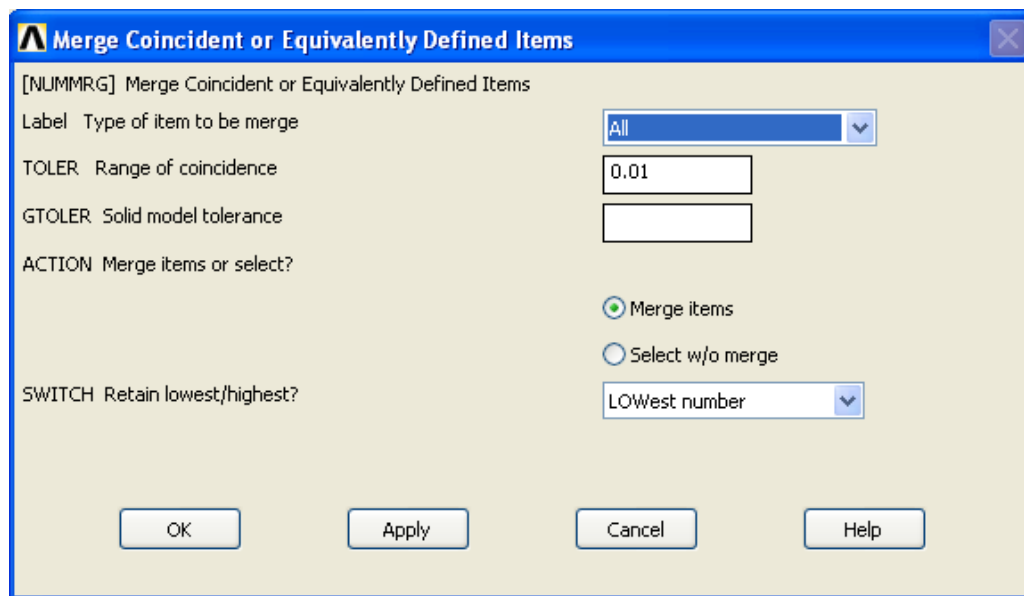 Merge Coincident or Equivalently Defined Items
[NUMMRG] Merge Coincident or Equivalently Defined Items
Label Type of item to be merge All
TOLER Range of coincidence 0.01
GTOLER Solid model tolerance
ACTION Merge items or select?
Merge items
Select w/o merge
SWITCH Retain lowest/highest? LOWest number
OK Apply Cancel Help